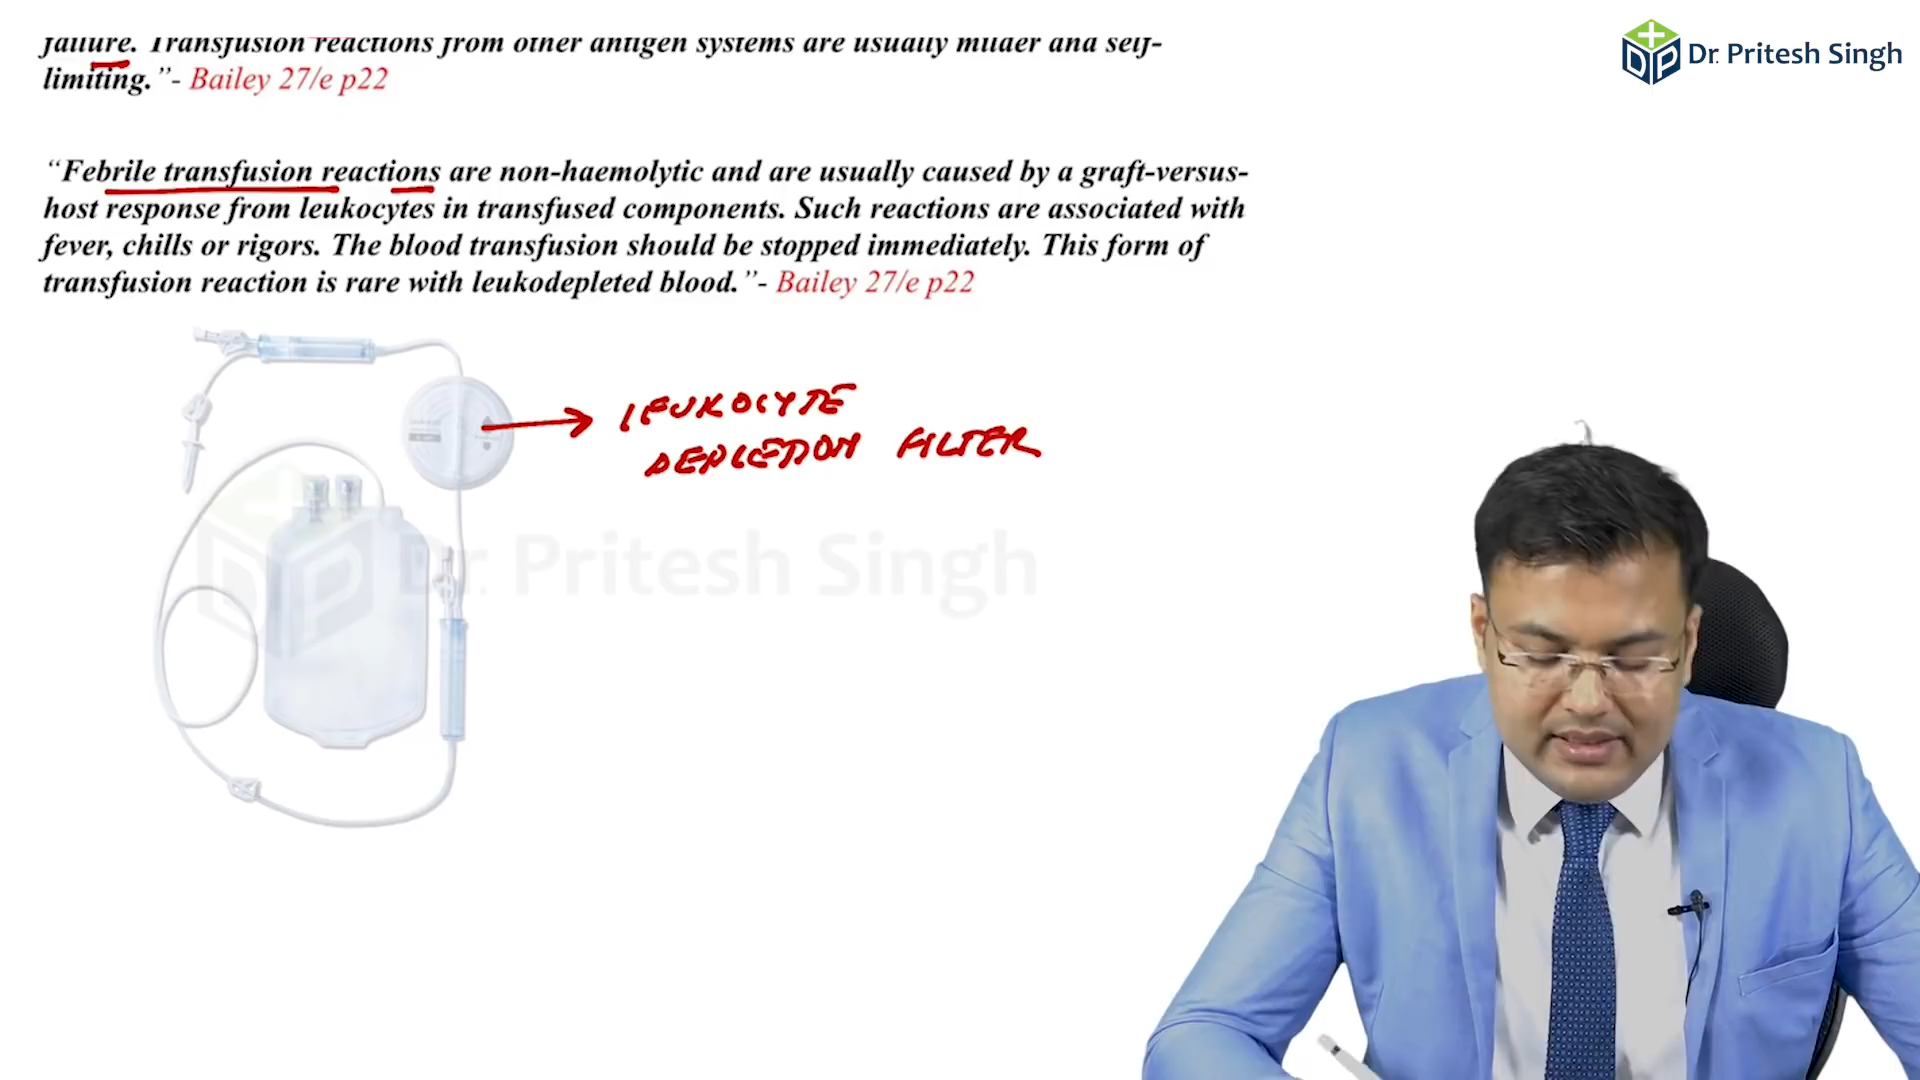 failure. Transfusion reactions from other antigen systems are usually milder and self-
limiting.”- Bailey 27/e p22
Dr. Pritesh Singh
“Febrile transfusion reactions are non-haemolytic and are usually caused by a graft-versus-
host response from leukocytes in transfused components. Such reactions are associated with
fever, chills or rigors. The blood transfusion should be stopped immediately. This form of
transfusion reaction is rare with leukodepleted blood.”- Bailey 27/e p22
LEUKOCYTE
DEPLETION FILTER
Dr. Pritesh Singh